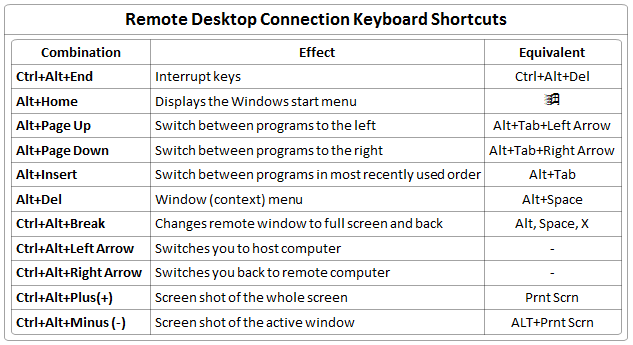 Remote Desktop Connection Keyboard Shortcuts
Combination Effect Equivalent
Ctrl+Alt+End Interrupt keys Ctrl+Alt+Del
Alt+Home Displays the Windows start menu
Alt+Page Up Switch between programs to the left Alt+Tab+Left Arrow
Alt+Page Down Switch between programs to the right Alt+Tab+Right Arrow
Alt+Insert Switch between programs in most recently used order Alt+Tab
Alt+Del Window (context) menu Alt+Space
Ctrl+Alt+Break Changes remote window to full screen and back Alt, Space, X
Ctrl+Alt+Left Arrow Switches you to host computer -
Ctrl+Alt+Right Arrow Switches you back to remote computer -
Ctrl+Alt+Plus(+) Screen shot of the whole screen Prnt Scrn
Ctrl+Alt+Minus (-) Screen shot of the active window ALT+Prnt Scrn